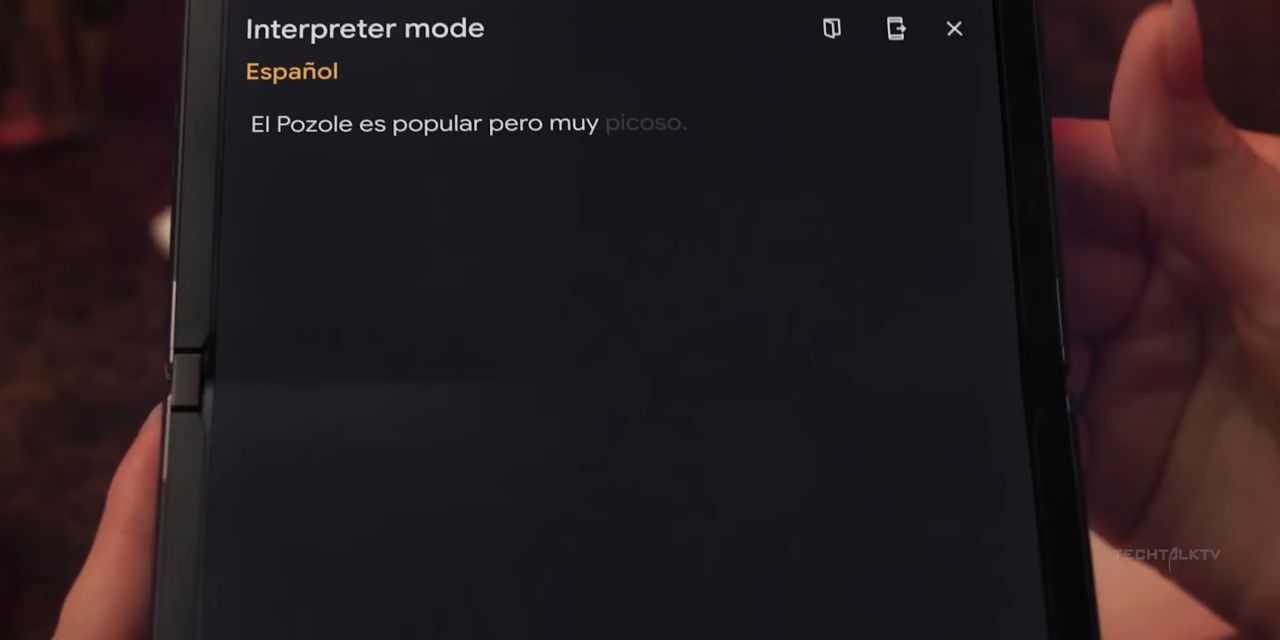 Interpreter mode
Español
El Pozole es popular pero muy picoso.
TECHTALKTV